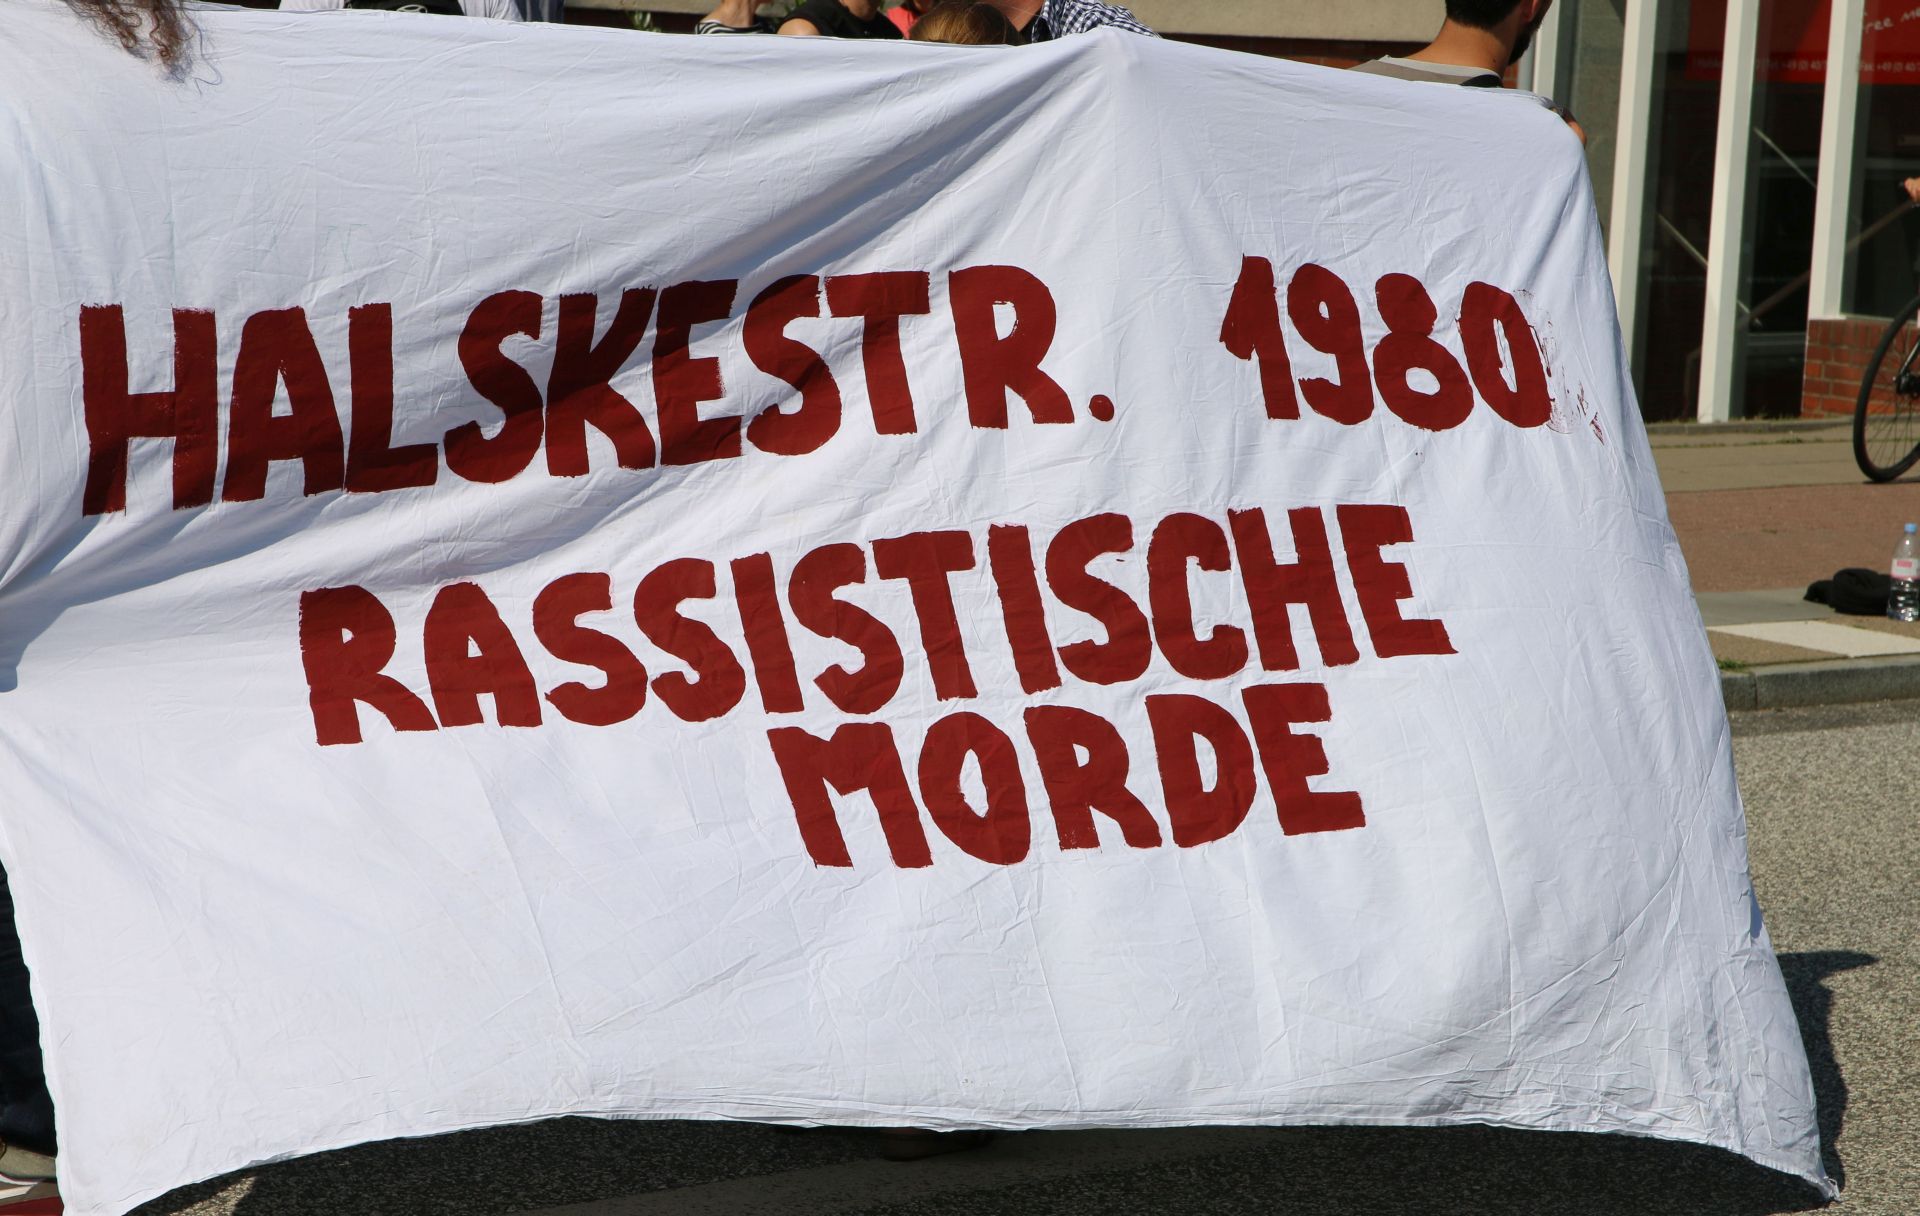 HALSKESTR. 1980
RASSISTISCHE
MORDE